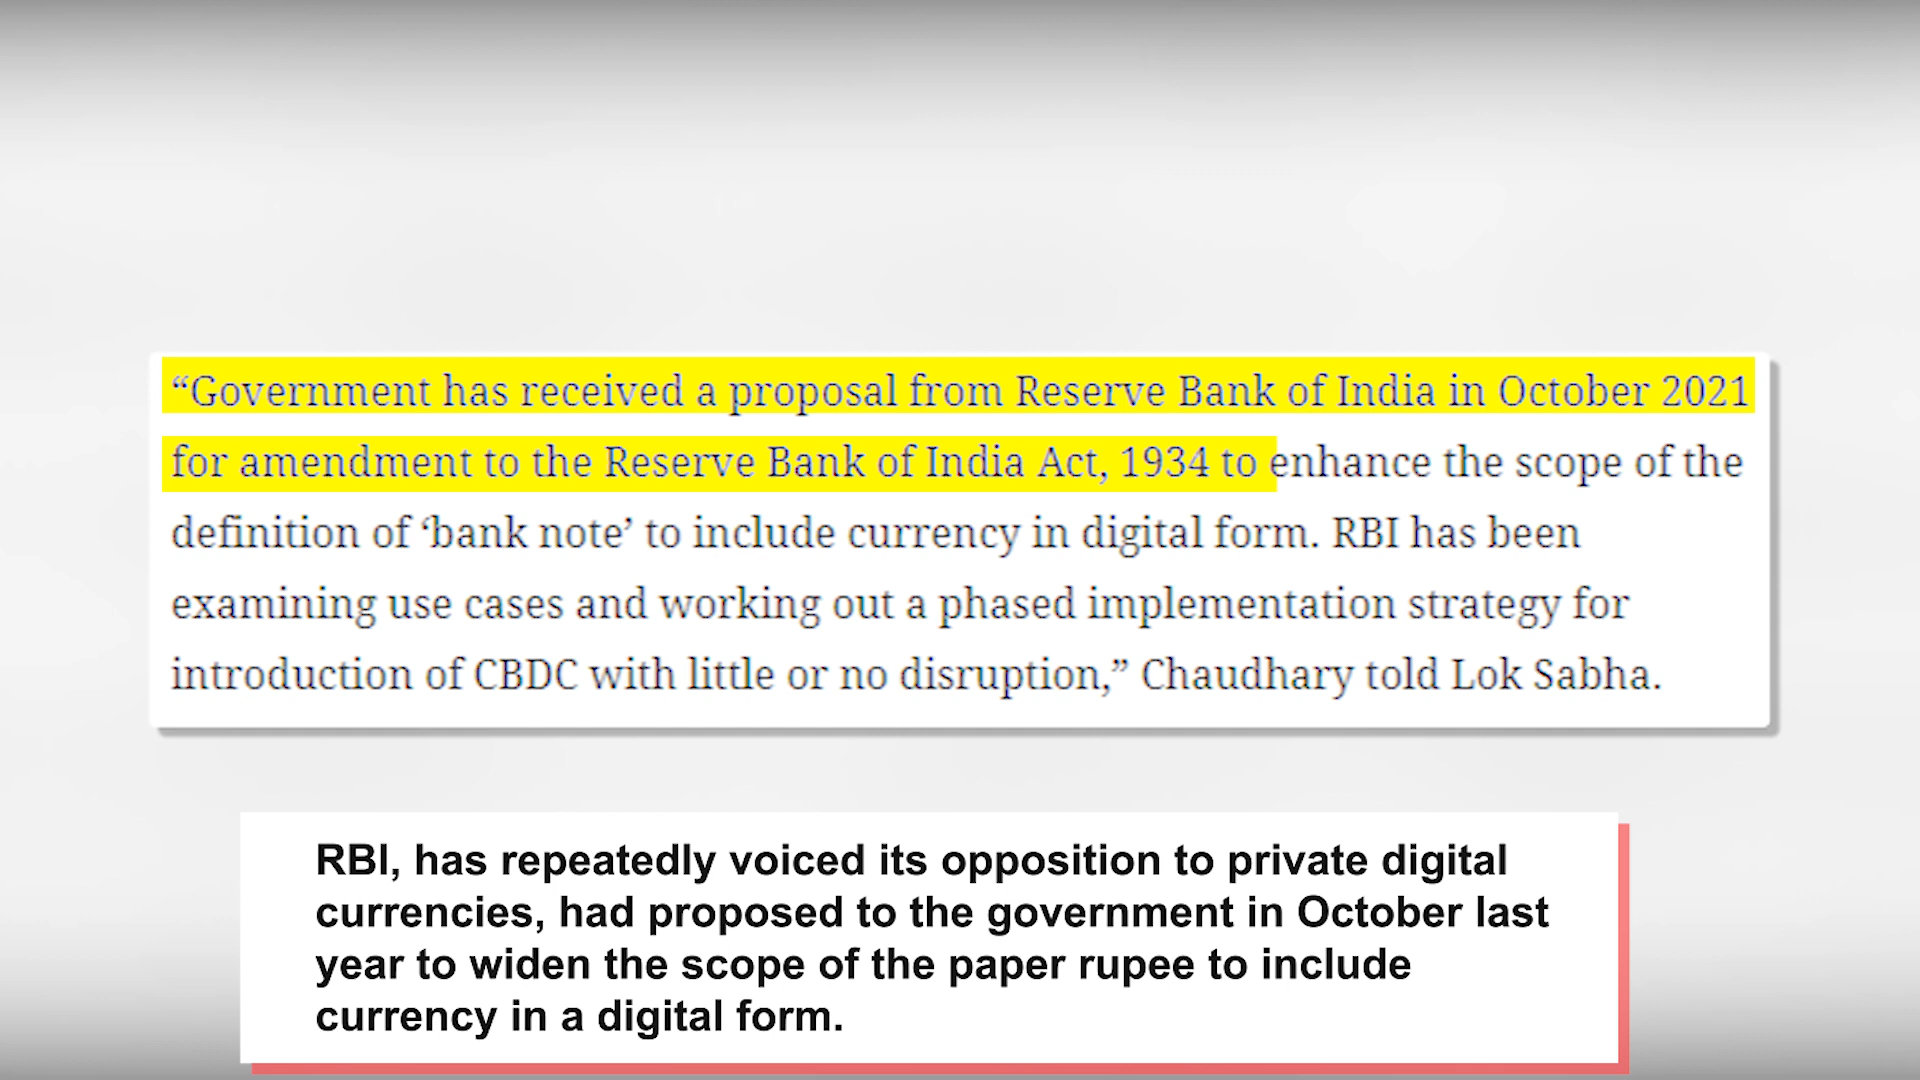 “Government has received a proposal from Reserve Bank of India in October 2021
for amendment to the Reserve Bank of India Act, 1934 to enhance the scope of the
definition of ‘bank note’ to include currency in digital form. RBI has been
examining use cases and working out a phased implementation strategy for
introduction of CBDC with little or no disruption,” Chaudhary told Lok Sabha.
RBI, has repeatedly voiced its opposition to private digital
currencies, had proposed to the government in October last
year to widen the scope of the paper rupee to include
currency in a digital form.